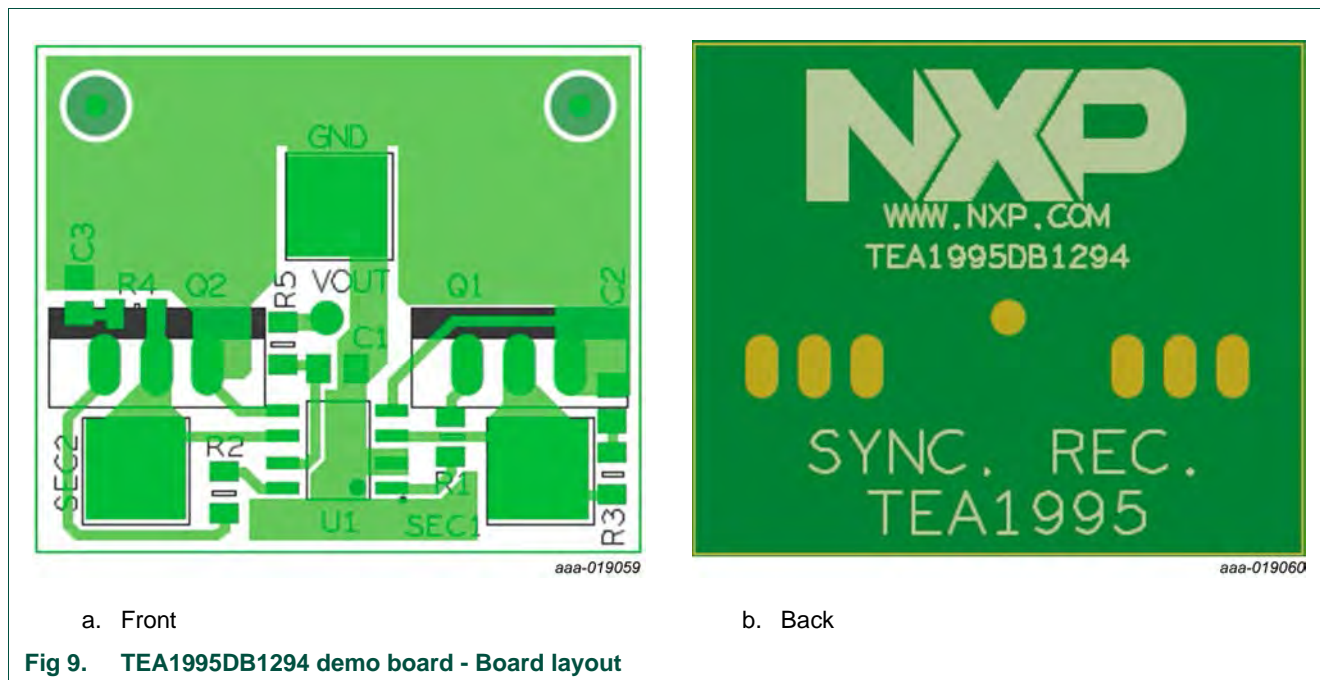 GND
C3
R4
Q2
R5
VOUT
Q1
C2
C1
SEC2
R2
R1
U1
SEC1
R3
aaa-019059
NXP
WWW.NXP.COM
TEA1995DB1294
SYNC. REC.
TEA1995
aaa-019060
a. Front
b. Back
Fig 9. TEA1995DB1294 demo board - Board layout